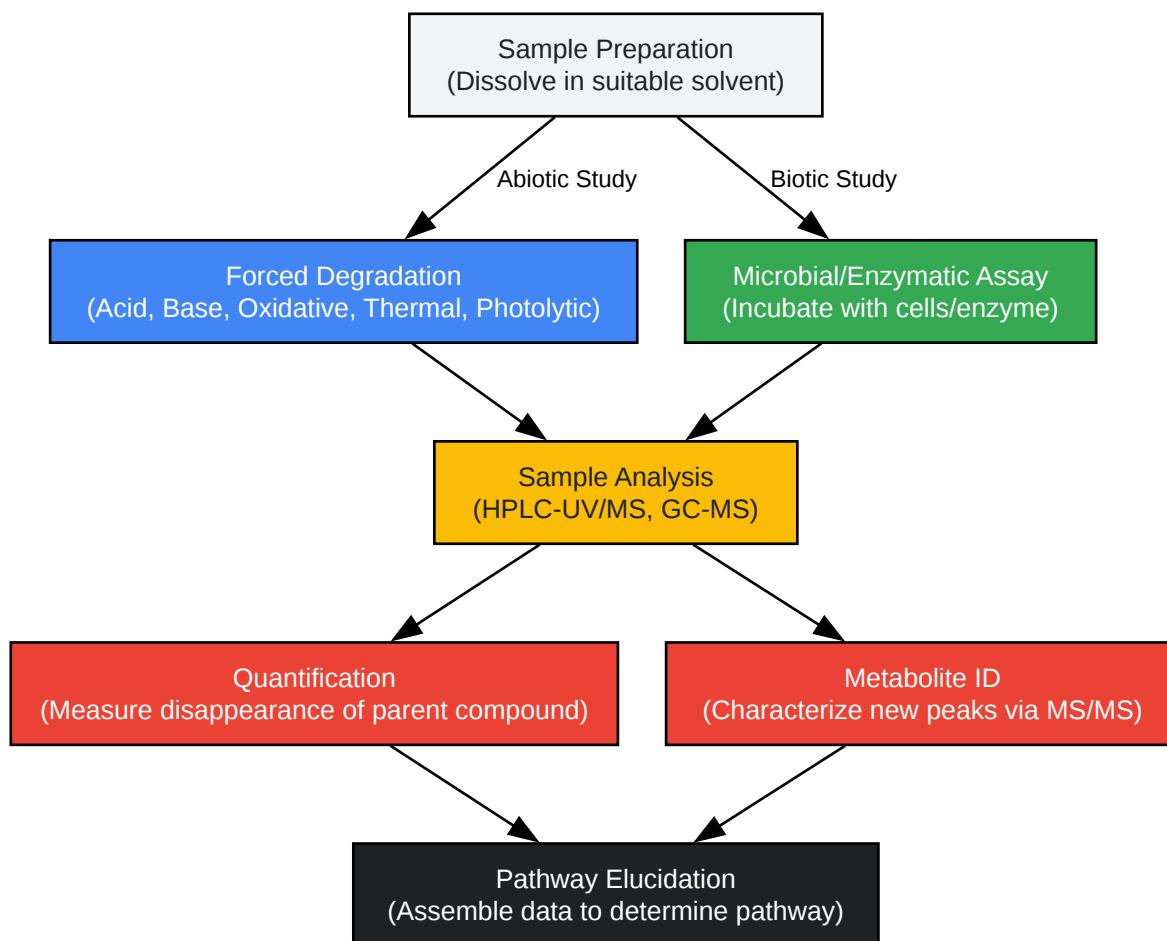 Sample Preparation
(Dissolve in suitable solvent)
Abiotic Study
Biotic Study
Forced Degradation
(Acid, Base, Oxidative, Thermal, Photolytic)
Microbial/Enzymatic Assay
(Incubate with cells/enzyme)
Sample Analysis
(HPLC-UV/MS, GC-MS)
Quantification
(Measure disappearance of parent compound)
Metabolite ID
(Characterize new peaks via MS/MS)
Pathway Elucidation
(Assemble data to determine pathway)